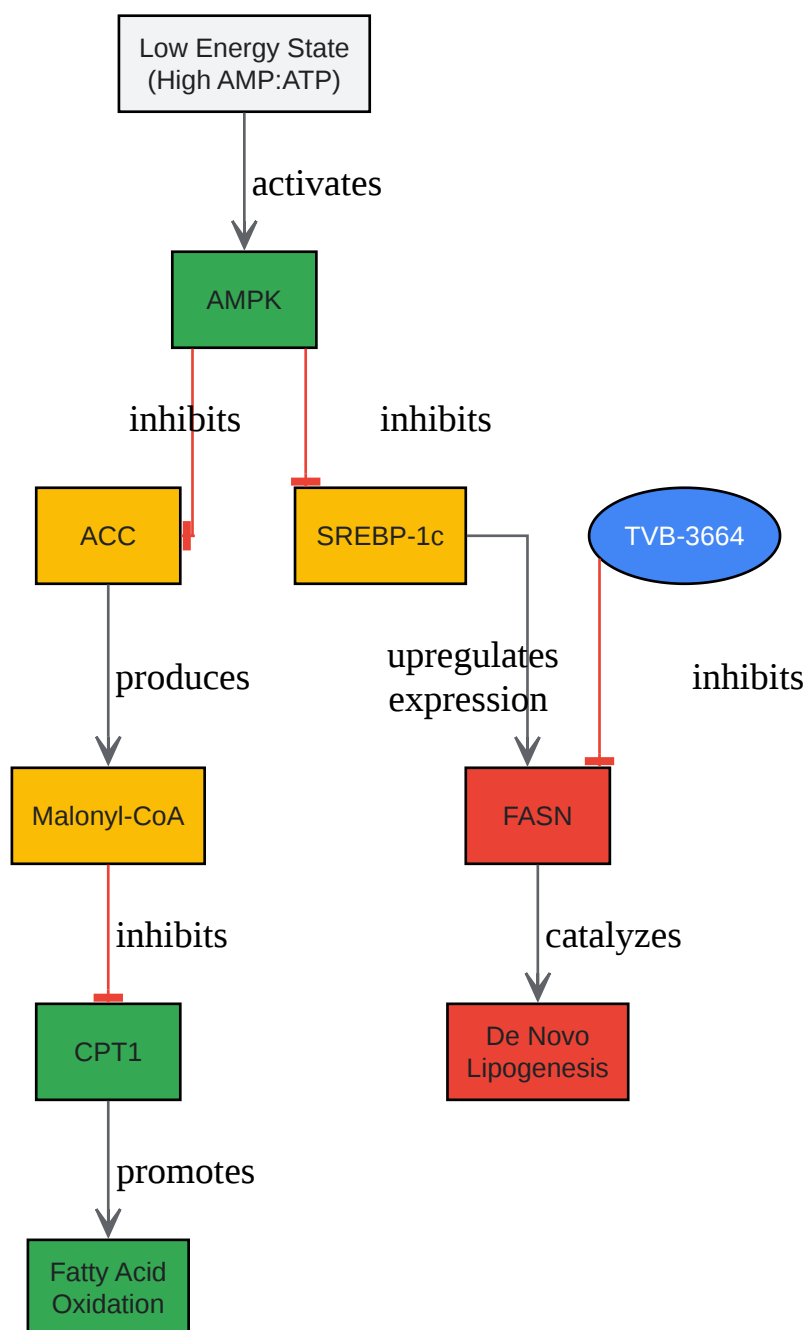 Low Energy State
(High AMP:ATP)
activates
AMPK
inhibits
inhibits
ACC
SREBP-1c
TVB-3664
produces
upregulates
expression
inhibits
Malonyl-CoA
FASN
inhibits
catalyzes
CPT1
De Novo
Lipogenesis
promotes
Fatty Acid
Oxidation